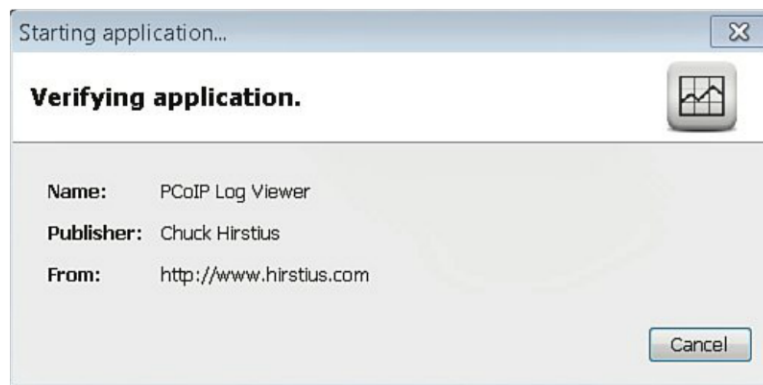 Starting application...
Verifying application.
Name: PCoIP Log Viewer
Publisher: Chuck Hirstius
From: http://www.hirstius.com
Cancel